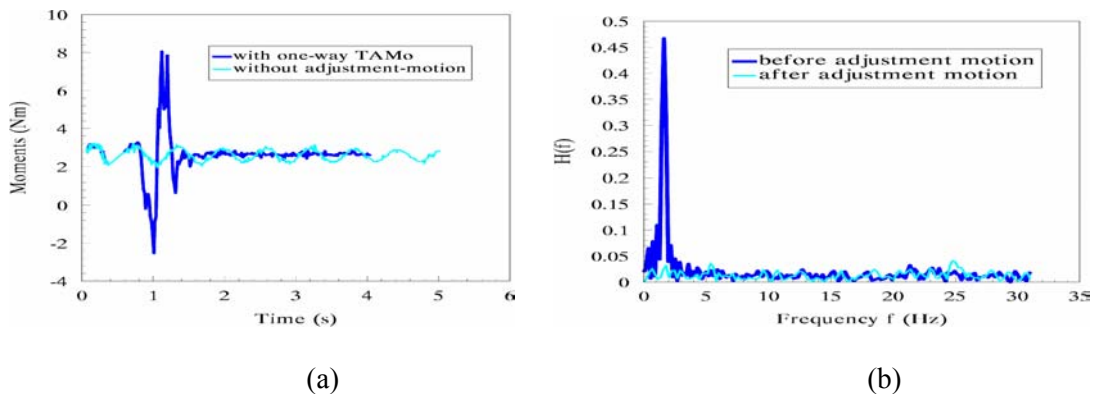 10
8
6
4
2
0
-2
-4
Moments (Nm)
with one-way TAMo
without adjustment-motion
0 1 2 3 4 5 6
Time (s)
0.5
0.45
0.4
0.35
0.3
0.25
0.2
0.15
0.1
0.05
0
H(f)
before adjustment motion
after adjustment motion
0 5 10 15 20 25 30 35
Frequency f (Hz)
(a) (b)